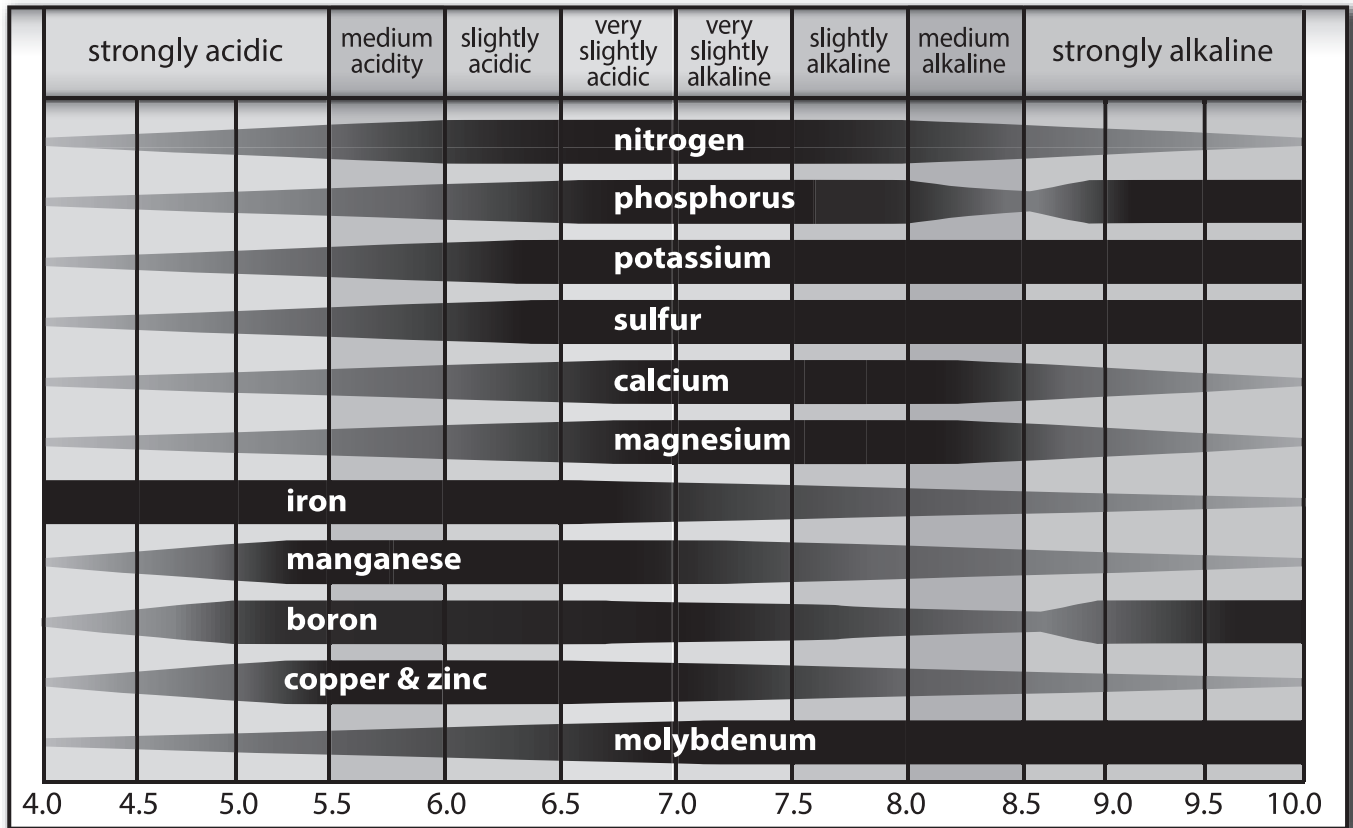 strongly acidic
medium
acidity
slightly
acidic
very
slightly
acidic
very
slightly
alkaline
slightly
alkaline
medium
alkaline
strongly alkaline
nitrogen
phosphorus
potassium
sulfur
calcium
magnesium
iron
manganese
boron
copper & zinc
molybdenum
4.0 4.5 5.0 5.5 6.0 6.5 7.0 7.5 8.0 8.5 9.0 9.5 10.0